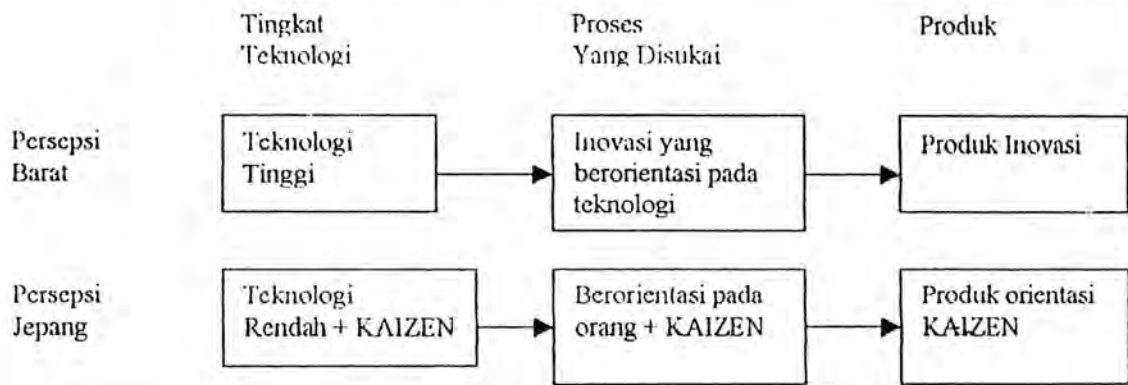 Tingkat
Teknologi
Proses
Yang Disukai
Produk
Persepsi
Barat
Teknologi
Tinggi
Inovasi yang
berorientasi pada
teknologi
Produk Inovasi
Persepsi
Jepang
Teknologi
Rendah + KAIZEN
Berorientasi pada
orang + KAIZEN
Produk orientasi
KAIZEN